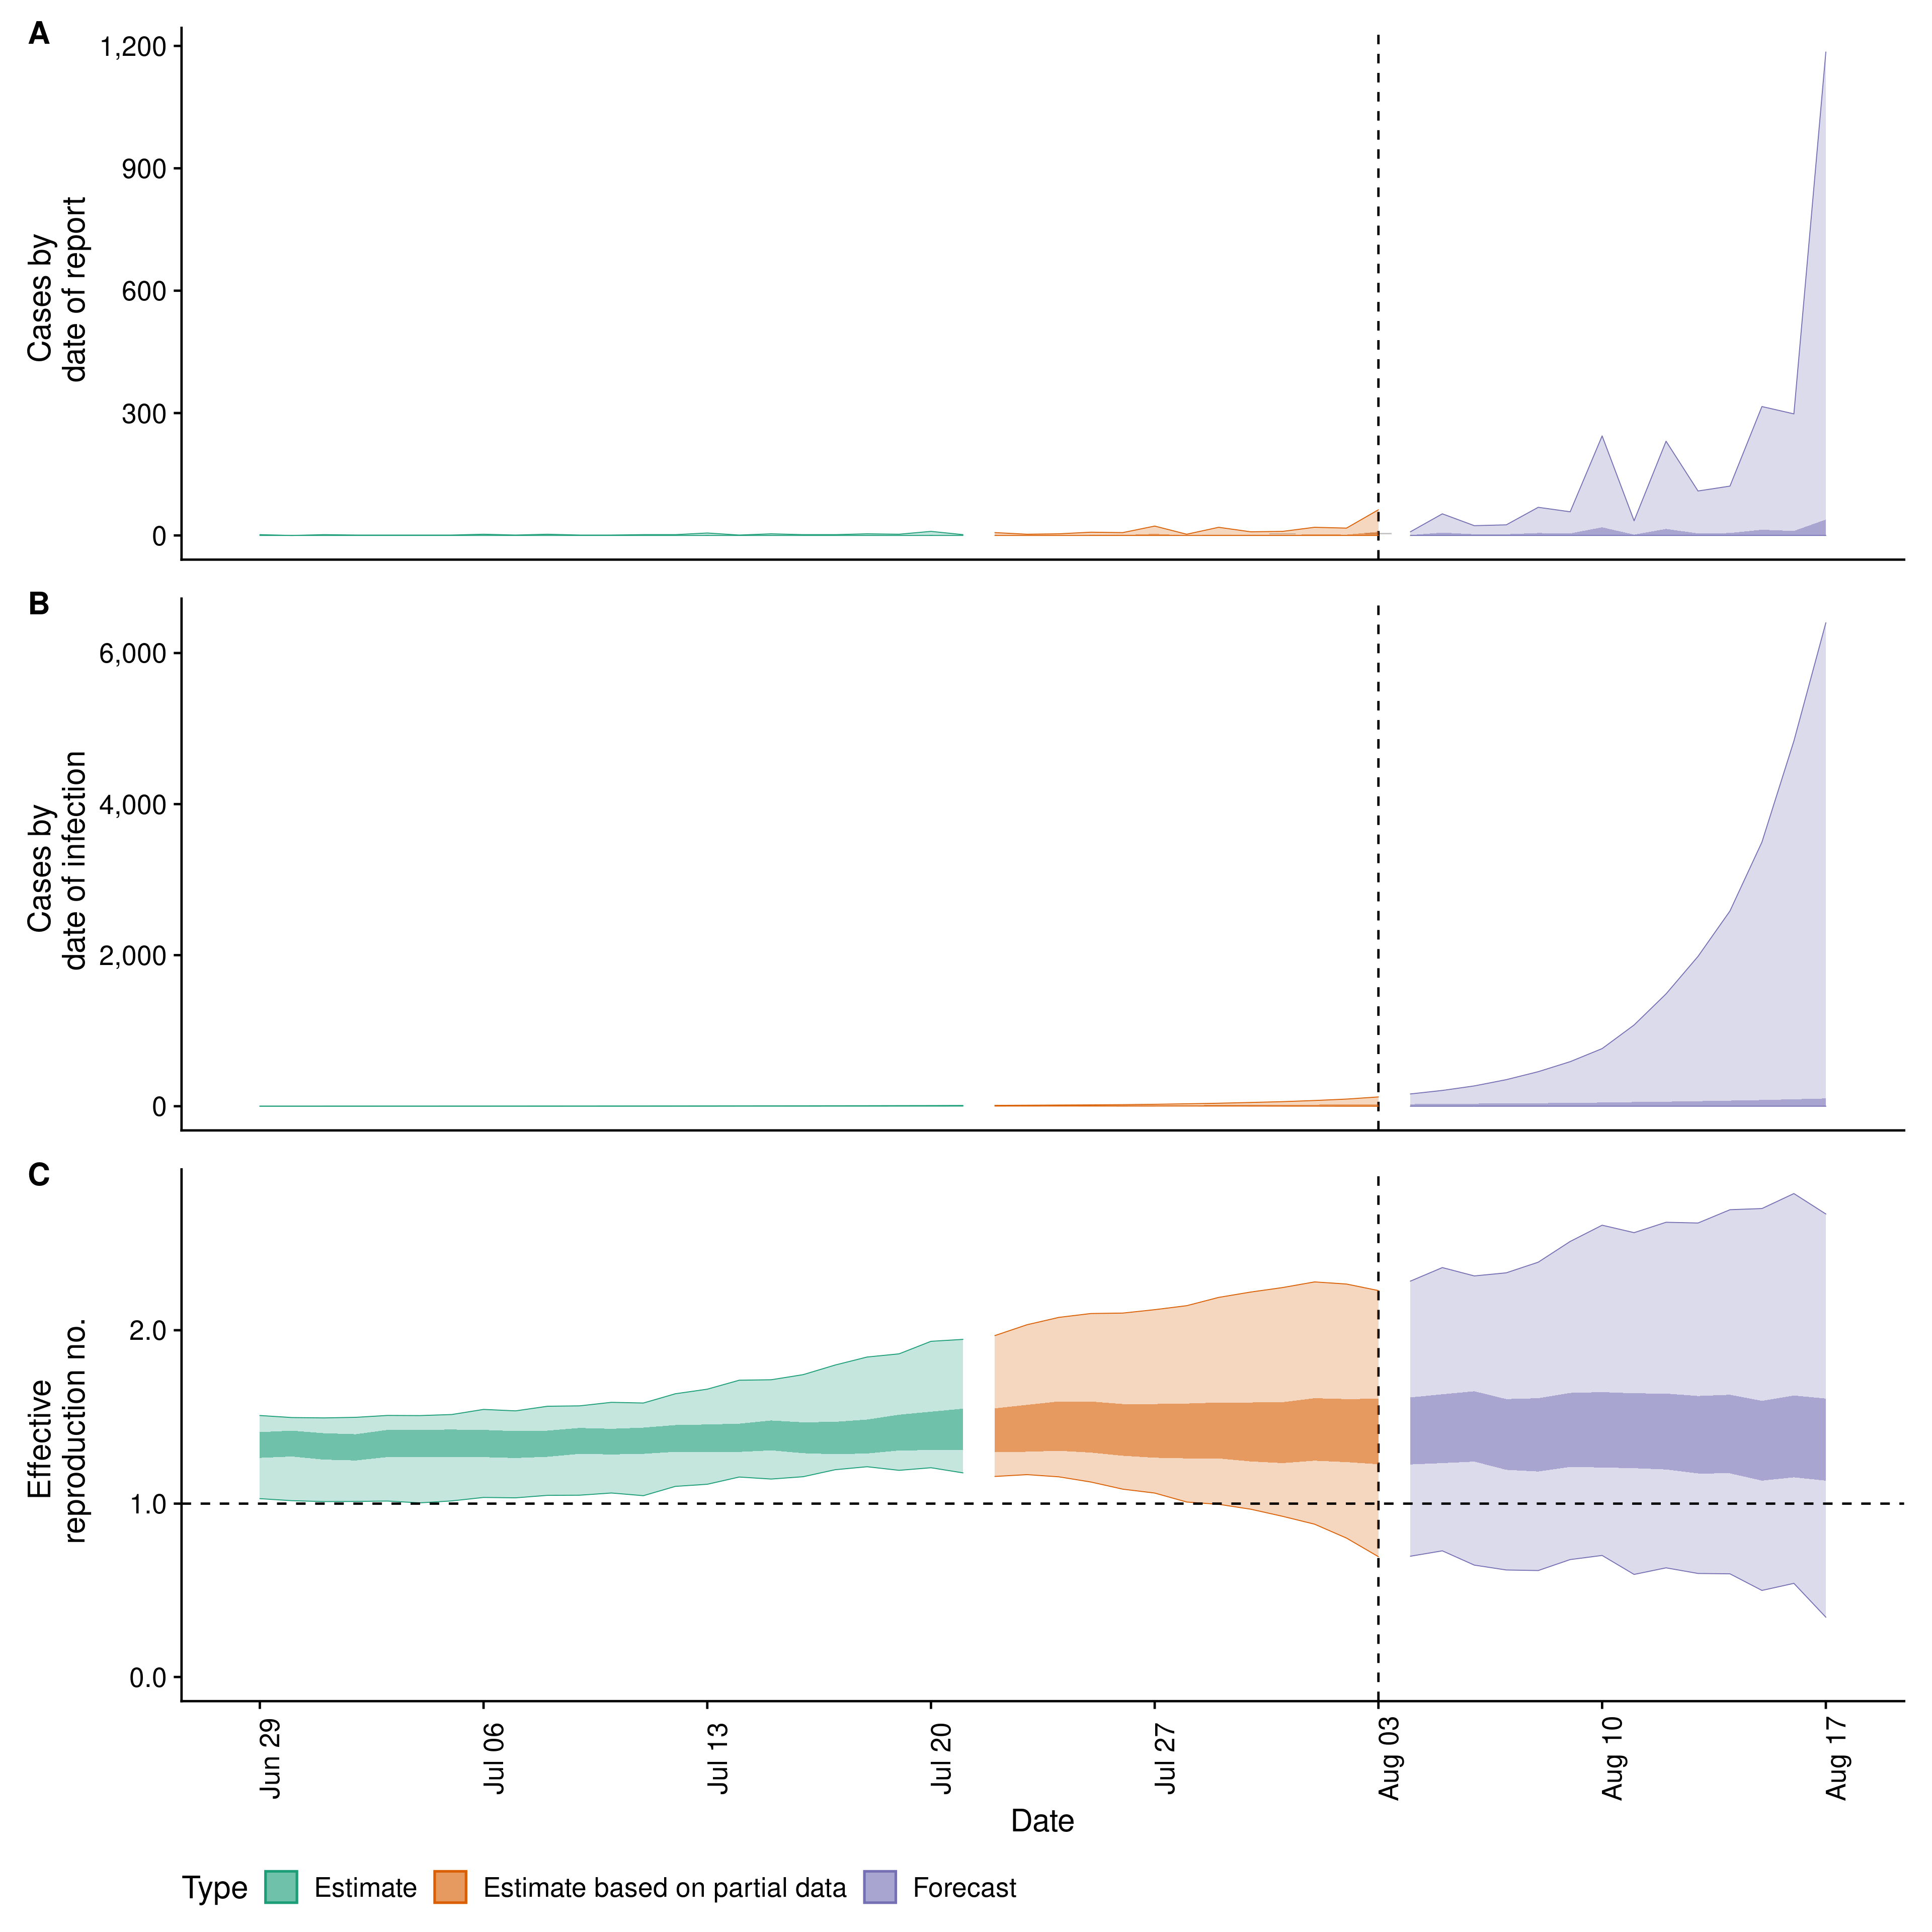 A
1,200
900
600
300
0
Cases by
date of report
B
6,000
4,000
2,000
0
Cases by
date of infection
C
2.0
1.0
0.0
Effective
reproduction no.
Jun 29
Jul 06
Jul 13
Jul 20
Jul 27
Aug 03
Aug 10
Aug 17
Date
Type Estimate Estimate based on partial data Forecast